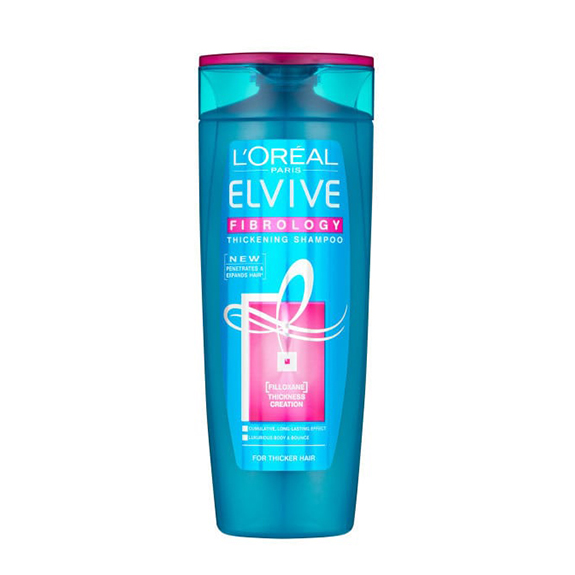 L'ORÉAL
PARIS
ELVIVE
FIBROLOGY
THICKENING SHAMPOO
[NEW]
PENETRATES &
EXPANDS HAIR*
[FILLOXANE]
THICKNESS
CREATION
CUMULATIVE, LONG-LASTING EFFECT
LUXURIOUS BODY & BOUNCE
FOR THICKER HAIR